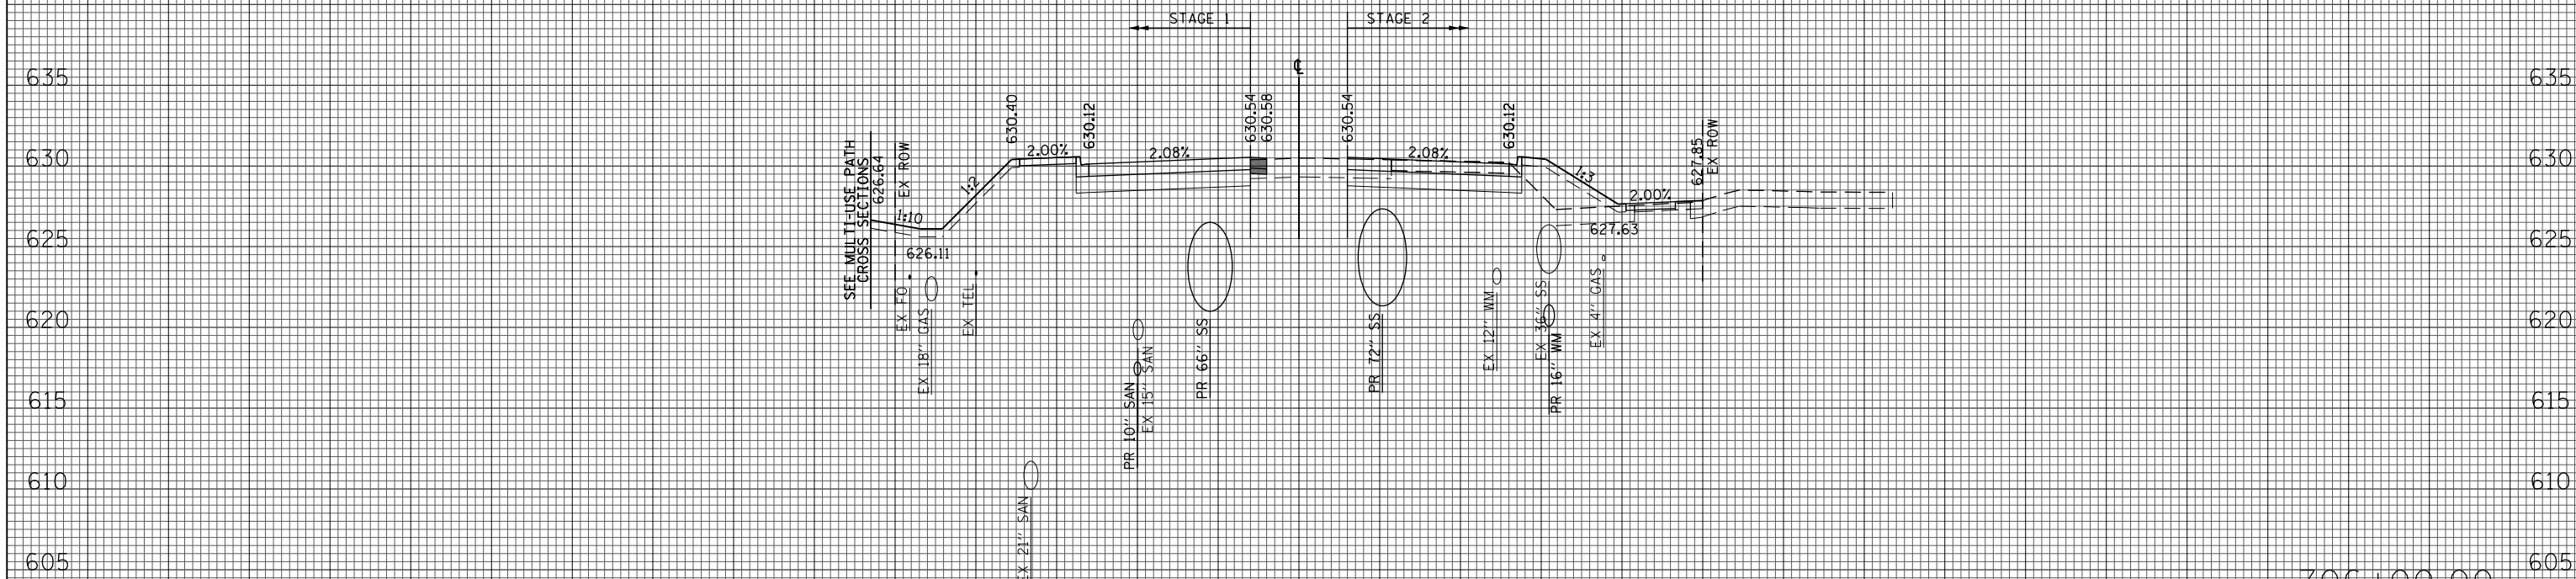 STAGE 1
STAGE 2
℄
635
635
630.40
630.12
630.54
630.58
630.54
630.12
627.85
EX ROW
SEE MULTI-USE PATH
CROSS SECTIONS
626.64
EX ROW
630
2.00%
2.08%
2.08%
630
1:2
1:3
2.00%
1:10
625
626.11
627.63
625
EX FO
EX 18" GAS
EX TEL
EX 12" WM
EX 36" SS
PR 16" WM
EX 4" GAS
620
620
PR 10" SAN
EX 15" SAN
PR 66" SS
PR 72" SS
615
615
610
610
EX 21" SAN
605
605